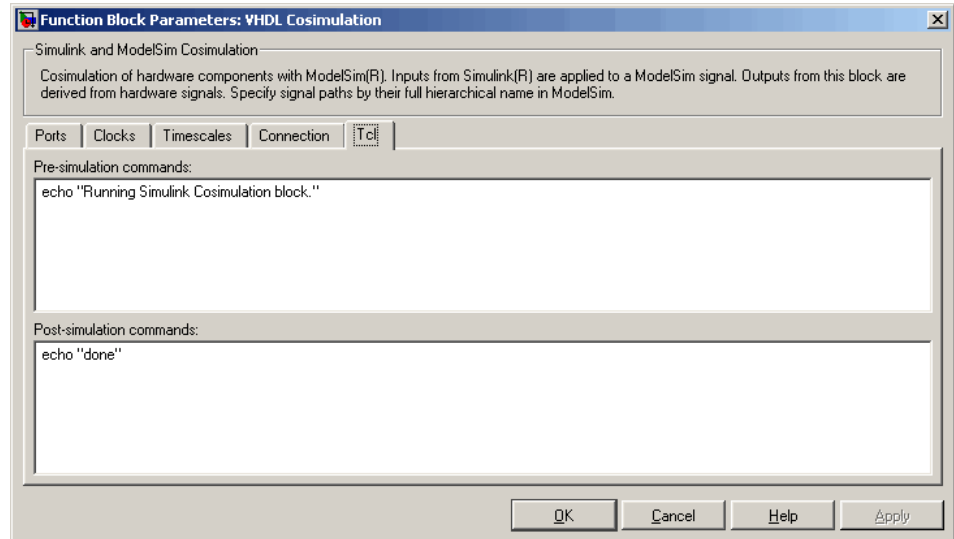 Function Block Parameters: VHDL Cosimulation
Simulink and ModelSim Cosimulation
Cosimulation of hardware components with ModelSim(R). Inputs from Simulink(R) are applied to a ModelSim signal. Outputs from this block are
derived from hardware signals. Specify signal paths by their full hierarchical name in ModelSim.
Ports Clocks Timescales Connection Tcl
Pre-simulation commands:
echo "Running Simulink Cosimulation block."
Post-simulation commands:
echo "done"
OK Cancel Help Apply